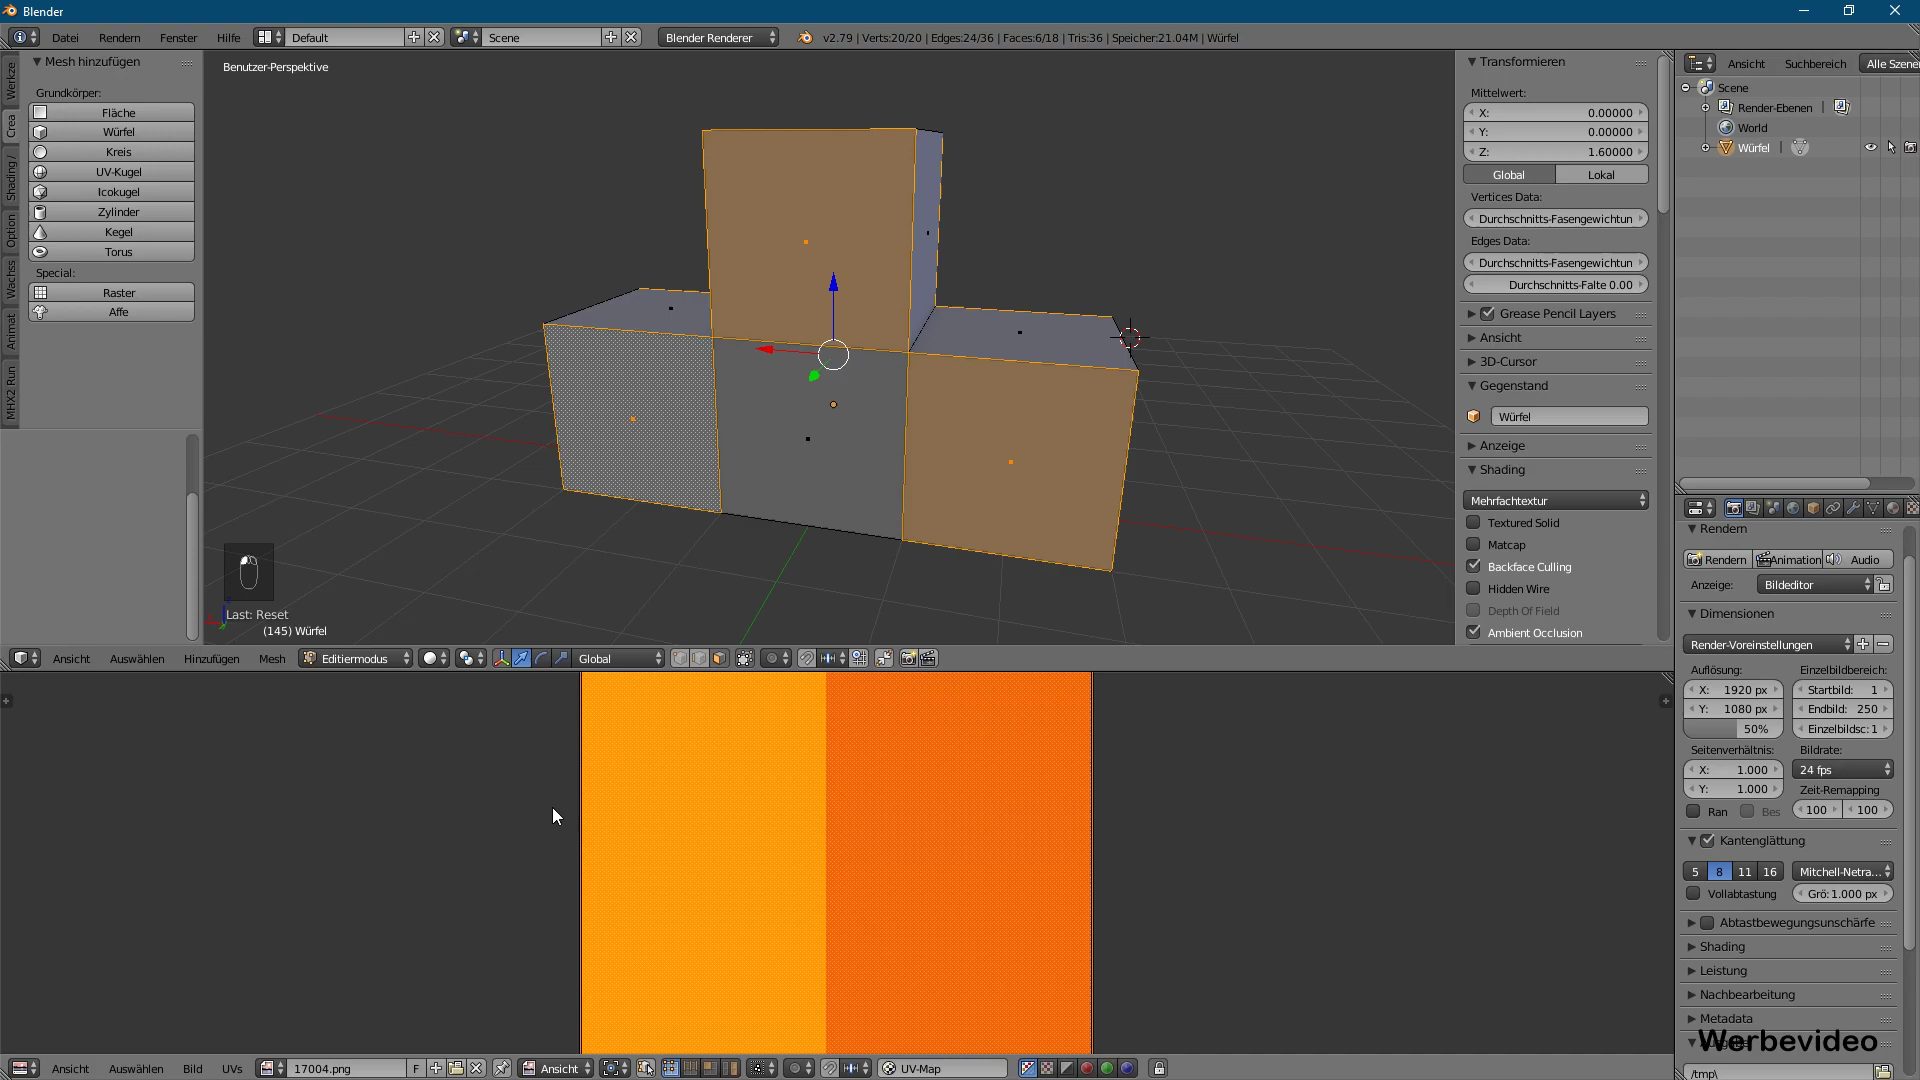 Blender
Datei Rendern Fenster Hilfe Default Scene Blender Renderer v2.79 | Verts:20/20 | Edges:24/36 | Faces:6/18 | Tris:36 | Speicher:21.04M | Würfel
Werkze
Crea
Shading /
Option
Wachss
Animat
MHX2 Run
Mesh hinzufügen
Grundkörper:
Fläche
Würfel
Kreis
UV-Kugel
Icokugel
Zylinder
Kegel
Torus
Special:
Raster
Affe
Benutzer-Perspektive
Last: Reset
(145) Würfel
Transformieren
Mittelwert:
X: 0.00000
Y: 0.00000
Z: 1.60000
Global Lokal
Vertices Data:
Durchschnitts-Fasengewichtun
Edges Data:
Durchschnitts-Fasengewichtun
Durchschnitts-Falte 0.00
Grease Pencil Layers
Ansicht
3D-Cursor
Gegenstand
Würfel
Anzeige
Shading
Mehrfachtextur
Textured Solid
Matcap
Backface Culling
Hidden Wire
Depth Of Field
Ambient Occlusion
Ansicht Suchbereich Alle Szene
Scene
Render-Ebenen
World
Würfel
Rendern
Rendern Animation Audio
Anzeige: Bildeditor
Dimensionen
Render-Voreinstellungen
Auflösung: Einzelbildbereich:
X: 1920 px Startbild: 1
Y: 1080 px Endbild: 250
50% Einzelbildsc: 1
Seitenverhältnis: Bildrate:
X: 1.000 24 fps
Y: 1.000 Zeit-Remapping
Ran Bes 100 100
Kantenglättung
5 8 11 16 Mitchell-Netra...
Vollabtastung Grö: 1.000 px
Abtastbewegungsunschärfe
Shading
Leistung
Nachbearbeitung
Metadata
Werbevideo
/tmp\
Ansicht Auswählen Hinzufügen Mesh Editiermodus Global
Ansicht Auswählen Bild UVs 17004.png F Ansicht UV-Map